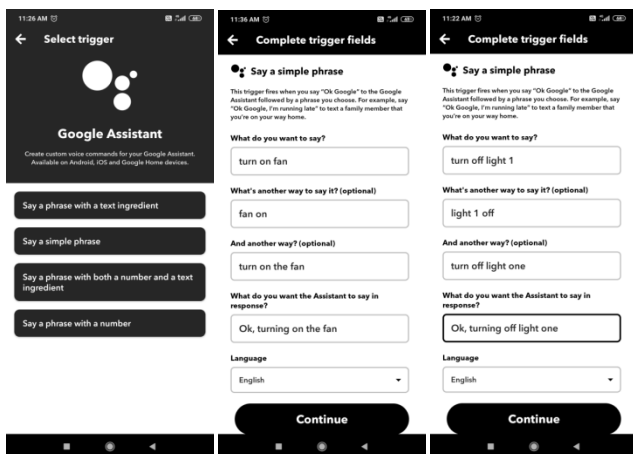 11:26 AM
Select trigger
Google Assistant
Create custom voice commands for your Google Assistant.
Available on Android, iOS and Google Home devices.
Say a phrase with a text ingredient
Say a simple phrase
Say a phrase with both a number and a text
ingredient
Say a phrase with a number
11:36 AM
Complete trigger fields
Say a simple phrase
This trigger fires when you say "Ok Google" to the Google
Assistant followed by a phrase you choose. For example, say
"Ok Google, I'm running late" to text a family member that
you're on your way home.
What do you want to say?
turn on fan
What's another way to say it? (optional)
fan on
And another way? (optional)
turn on the fan
What do you want the Assistant to say in
response?
Ok, turning on the fan
Language
English
Continue
11:22 AM
Complete trigger fields
Say a simple phrase
This trigger fires when you say "Ok Google" to the Google
Assistant followed by a phrase you choose. For example, say
"Ok Google, I'm running late" to text a family member that
you're on your way home.
What do you want to say?
turn off light 1
What's another way to say it? (optional)
light 1 off
And another way? (optional)
turn off light one
What do you want the Assistant to say in
response?
Ok, turning off light one
Language
English
Continue